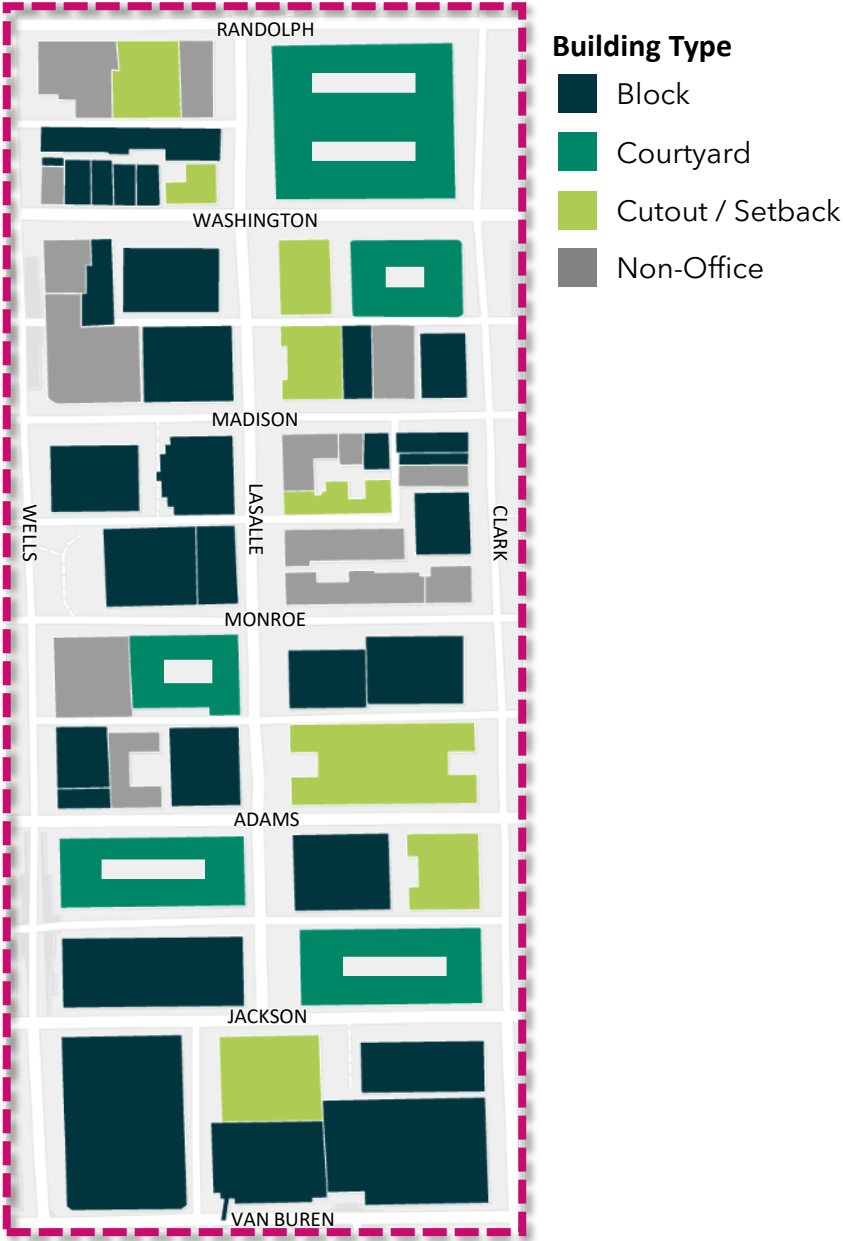 RANDOLPH
Building Type
Block
Courtyard
Cutout / Setback
Non-Office
WASHINGTON
MADISON
WELLS
LASALLE
CLARK
MONROE
ADAMS
JACKSON
VAN BUREN